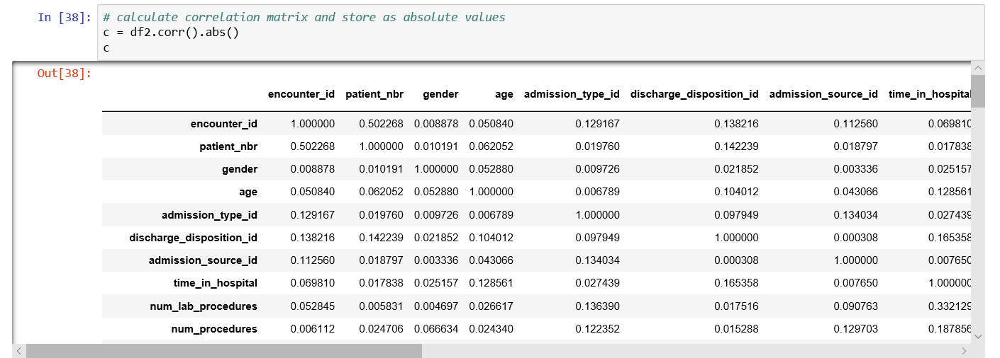 In [38]: # calculate correlation matrix and store as absolute values
c = df2.corr().abs()
c
Out[38]:
encounter_id patient_nbr gender age admission_type_id discharge_disposition_id admission_source_id time_in_hospital
encounter_id 1.000000 0.502268 0.008878 0.050840 0.129167 0.138216 0.112560 0.069810
patient_nbr 0.502268 1.000000 0.010191 0.062052 0.019760 0.142239 0.018797 0.017838
gender 0.008878 0.010191 1.000000 0.052880 0.009726 0.021852 0.003336 0.025157
age 0.050840 0.062052 0.052880 1.000000 0.006789 0.104012 0.043066 0.128561
admission_type_id 0.129167 0.019760 0.009726 0.006789 1.000000 0.097949 0.134034 0.027439
discharge_disposition_id 0.138216 0.142239 0.021852 0.104012 0.097949 1.000000 0.000308 0.165358
admission_source_id 0.112560 0.018797 0.003336 0.043066 0.134034 0.000308 1.000000 0.007650
time_in_hospital 0.069810 0.017838 0.025157 0.128561 0.027439 0.165358 0.007650 1.000000
num_lab_procedures 0.052845 0.005831 0.004697 0.026617 0.136390 0.017516 0.090763 0.332129
num_procedures 0.006112 0.024706 0.066634 0.024340 0.122352 0.015288 0.129703 0.187856